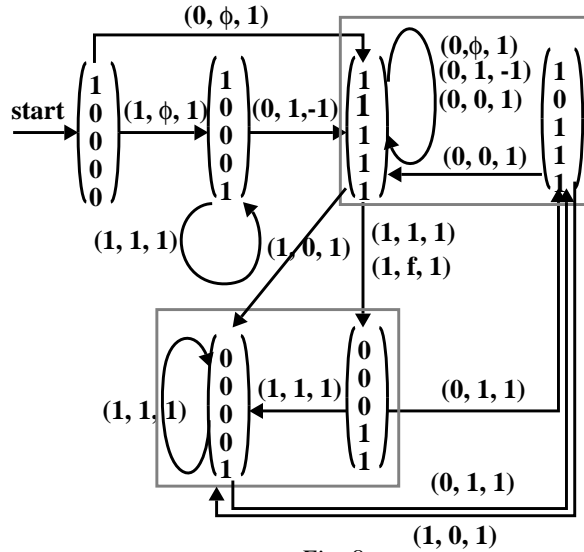 (0, ϕ, 1)
start
1
0
0
0
0
(1, ϕ, 1)
1
0
0
0
1
(0, 1,-1)
1
1
1
1
1
(0,ϕ, 1)
(0, 1, -1)
(0, 0, 1)
(0, 0, 1)
1
0
1
1
1
(1, 1, 1)
(1, 0, 1)
(1, 1, 1)
(1, f, 1)
(1, 1, 1)
0
0
0
0
1
(1, 1, 1)
0
0
0
1
1
(0, 1, 1)
(0, 1, 1)
(1, 0, 1)